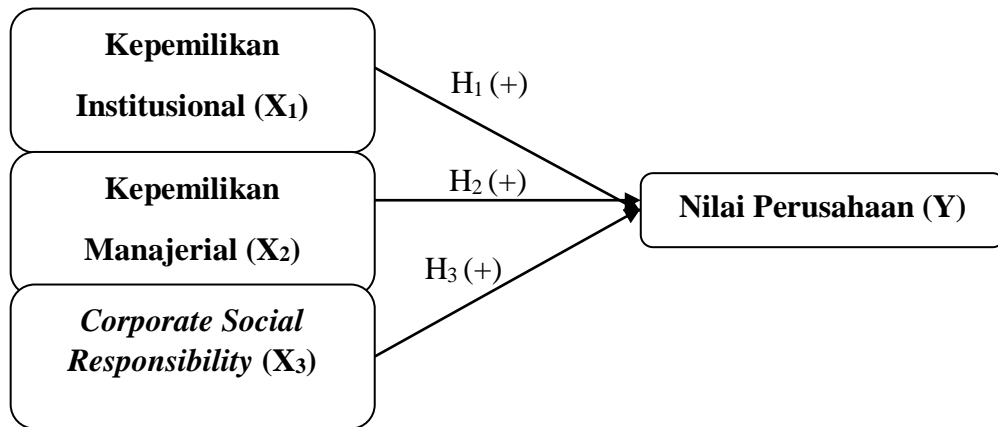 Kepemilikan
Institusional (X₁)
H₁ (+)
Kepemilikan
Manajerial (X₂)
H₂ (+)
Nilai Perusahaan (Y)
Corporate Social
Responsibility (X₃)
H₃ (+)